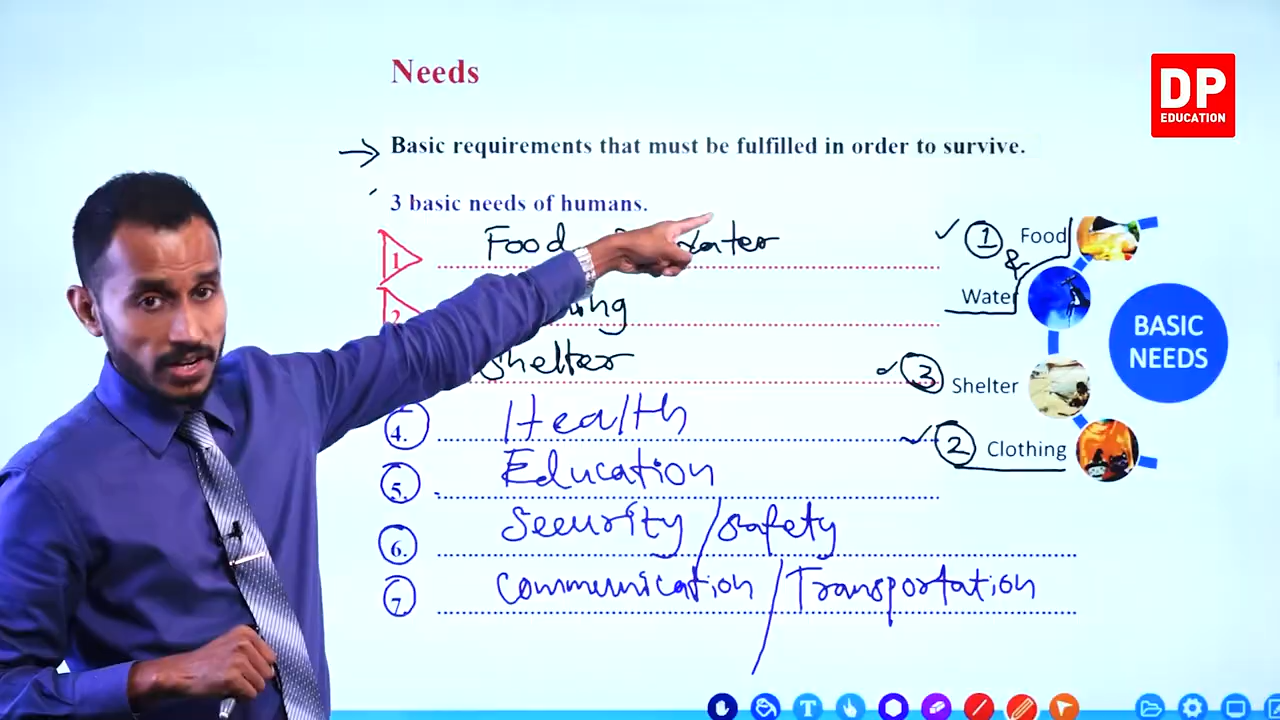 Needs
DP
EDUCATION
Basic requirements that must be fulfilled in order to survive.
3 basic needs of humans.
1 Food
Shelter
4. Health
5. Education
6. Security / Safety
7. Communication / Transportation
1 Food
&
Water
3 Shelter
2 Clothing
BASIC
NEEDS